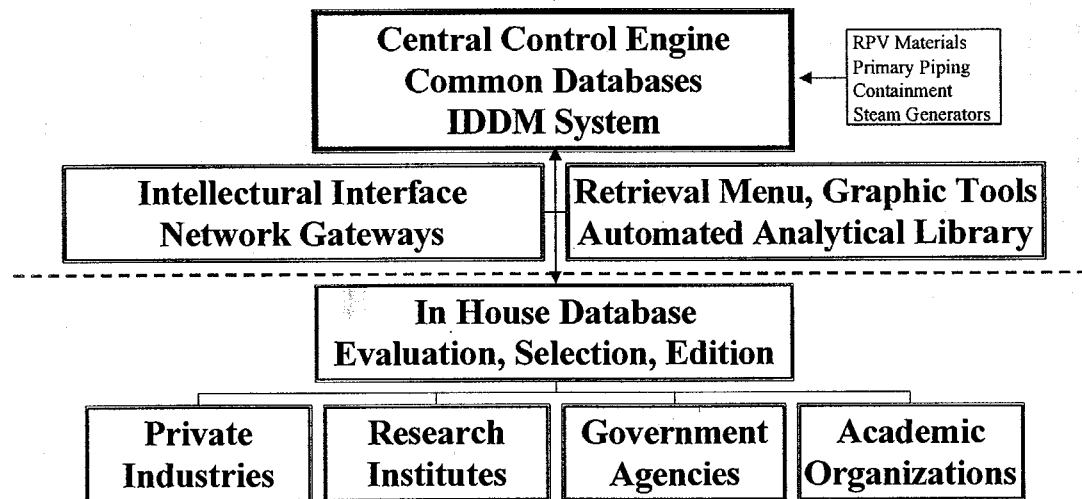 Central Control Engine
Common Databases
IDDM System
RPV Materials
Primary Piping
Containment
Steam Generators
Intellectural Interface
Network Gateways
Retrieval Menu, Graphic Tools
Automated Analytical Library
In House Database
Evaluation, Selection, Edition
Private
Industries
Research
Institutes
Government
Agencies
Academic
Organizations